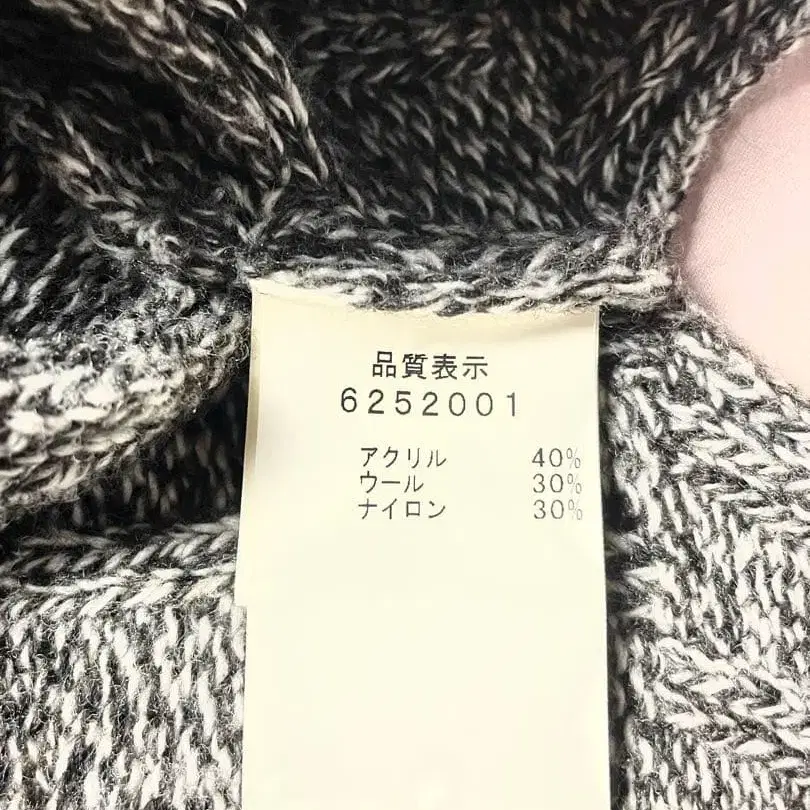 品質表示
6252001
アクリル 40%
ウール 30%
ナイロン 30%